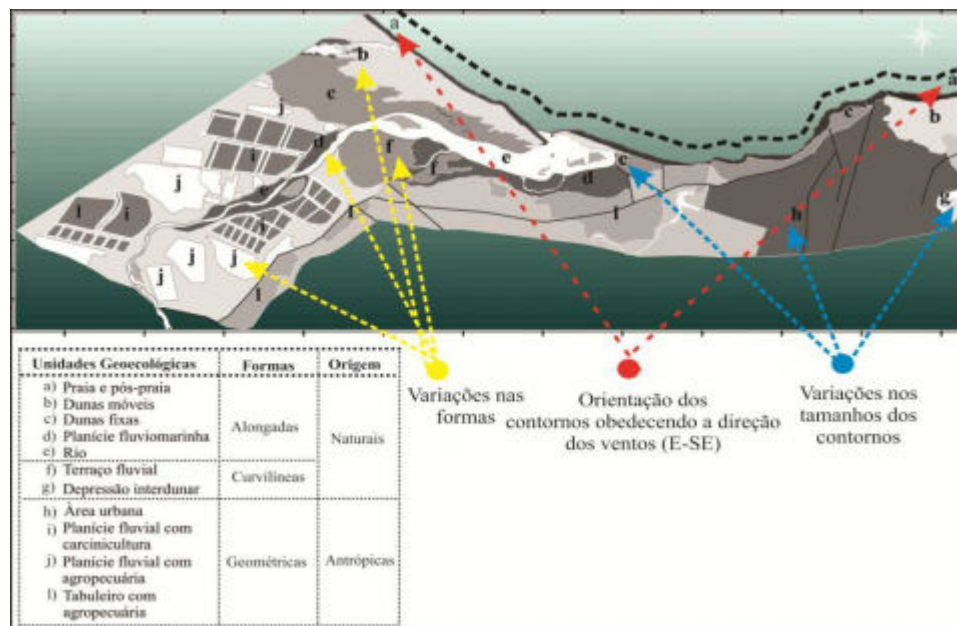 a
b
a
j
c
c
b
d
f
i
e
f
c
j
d
e
g
l
i
f
l
h
j
j
j
l
Unidades Geoecológicas Formas Origem
a) Praia e pós-praia
b) Dunas móveis
c) Dunas fixas
d) Planície fluviomarinha
e) Rio
Alongadas
f) Terraço fluvial
g) Depressão interdunar
Curvilíneas
Naturais
h) Área urbana
i) Planície fluvial com
carcinicultura
j) Planície fluvial com
agropecuária
l) Tabuleiro com
agropecuária
Geométricas
Antrópicas
Variações nas
formas
Orientação dos
contornos obedecendo a direção
dos ventos (E-SE)
Variações nos
tamanhos dos
contornos